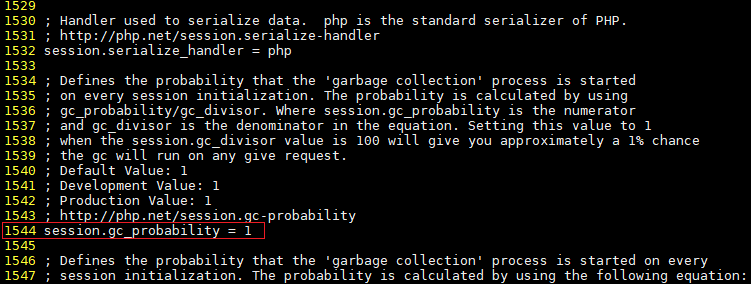 1529
1530 ; Handler used to serialize data.  php is the standard serializer of PHP.
1531 ; http://php.net/session.serialize-handler
1532 session.serialize_handler = php
1533
1534 ; Defines the probability that the 'garbage collection' process is started
1535 ; on every session initialization. The probability is calculated by using
1536 ; gc_probability/gc_divisor. Where session.gc_probability is the numerator
1537 ; and gc_divisor is the denominator in the equation. Setting this value to 1
1538 ; when the session.gc_divisor value is 100 will give you approximately a 1% chance
1539 ; the gc will run on any give request.
1540 ; Default Value: 1
1541 ; Development Value: 1
1542 ; Production Value: 1
1543 ; http://php.net/session.gc-probability
1544 session.gc_probability = 1
1545
1546 ; Defines the probability that the 'garbage collection' process is started on every
1547 ; session initialization. The probability is calculated by using the following equation: